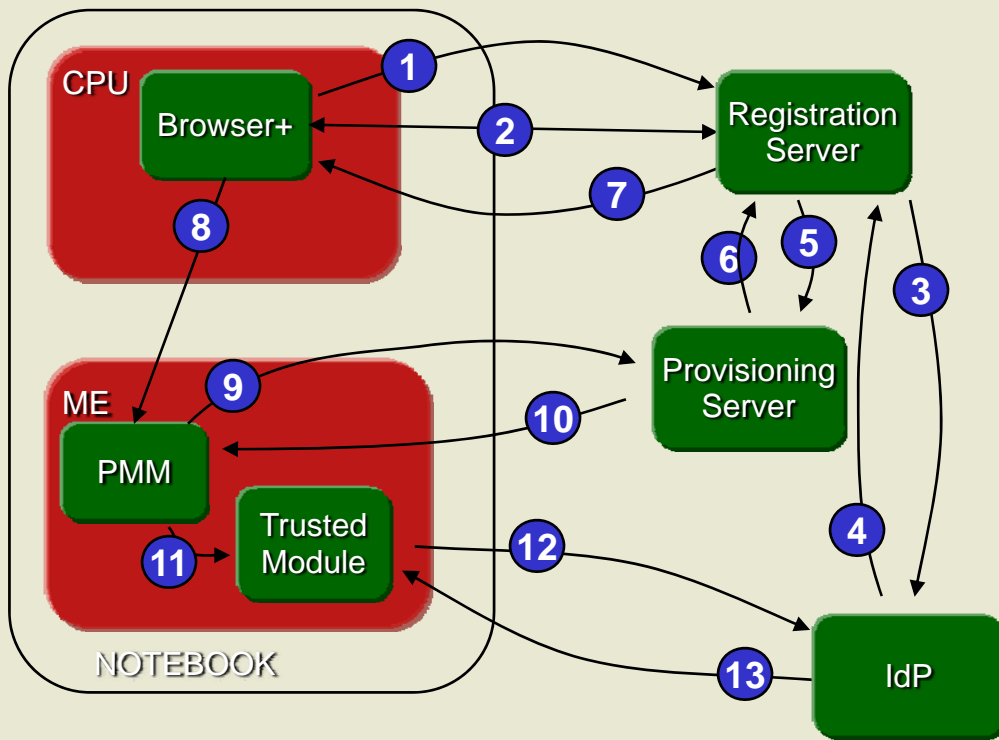 CPU
Browser+
1
2
7
8
Registration
Server
6
5
3
Provisioning
Server
ME
9
10
PMM
11
Trusted
Module
12
4
13
IdP
NOTEBOOK